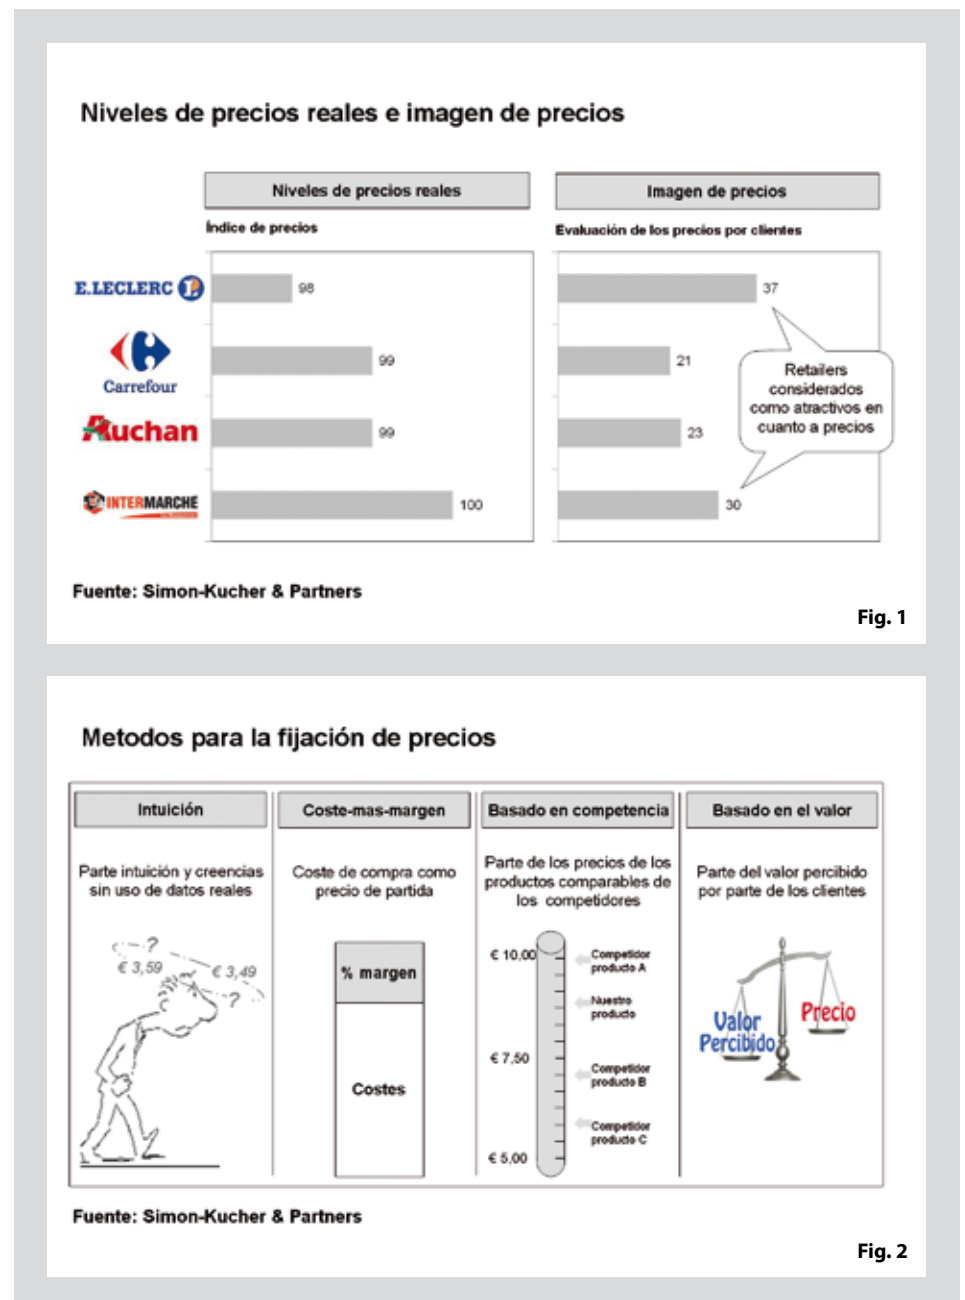 Niveles de precios reales e imagen de precios
Niveles de precios reales
Imagen de precios
Índice de precios
Evaluación de los precios por clientes
E.LECLERC
98
37
Carrefour
99
21
Retailers
considerados
como atractivos en
cuanto a precios
Auchan
99
23
INTERMARCHÉ
100
30
Fuente: Simon-Kucher & Partners
Fig. 1
Metodos para la fijación de precios
Intuición
Parte intuición y creencias
sin uso de datos reales
?
€ 3,59
€ 3,49
?
Coste-mas-margen
Coste de compra como
precio de partida
% margen
Costes
Basado en competencia
Parte de los precios de los
productos comparables de
los competidores
€ 10,00
Competidor
producto A
Nuestro
producto
€ 7,50
Competidor
producto B
Competidor
producto C
€ 5,00
Basado en el valor
Parte del valor percibido
por parte de los clientes
Valor
Percibido
Precio
Fuente: Simon-Kucher & Partners
Fig. 2